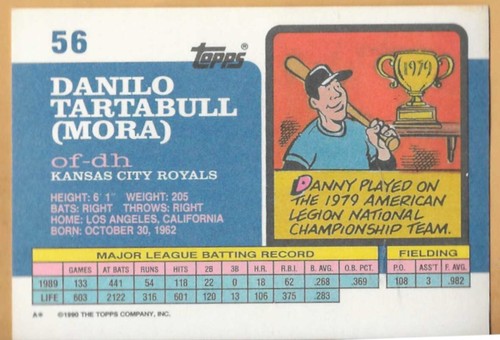 56
topps®
DANILO
TARTABULL
(MORA)
of-dh
KANSAS CITY ROYALS
HEIGHT: 6' 1" WEIGHT: 205
BATS: RIGHT THROWS: RIGHT
HOME: LOS ANGELES, CALIFORNIA
BORN: OCTOBER 30, 1962
1979
DANNY PLAYED ON
THE 1979 AMERICAN
LEGION NATIONAL
CHAMPIONSHIP TEAM.
MAJOR LEAGUE BATTING RECORD FIELDING
GAMES AT BATS RUNS HITS 2B 3B H.R. R.B.I. B. AVG. O.B. PCT. P.O. ASS'T F. AVG.
1989 133 441 54 118 22 0 18 62 .268 .369 108 3 .982
LIFE 603 2122 316 601 120 13 106 375 .283
A* ©1990 THE TOPPS COMPANY, INC.